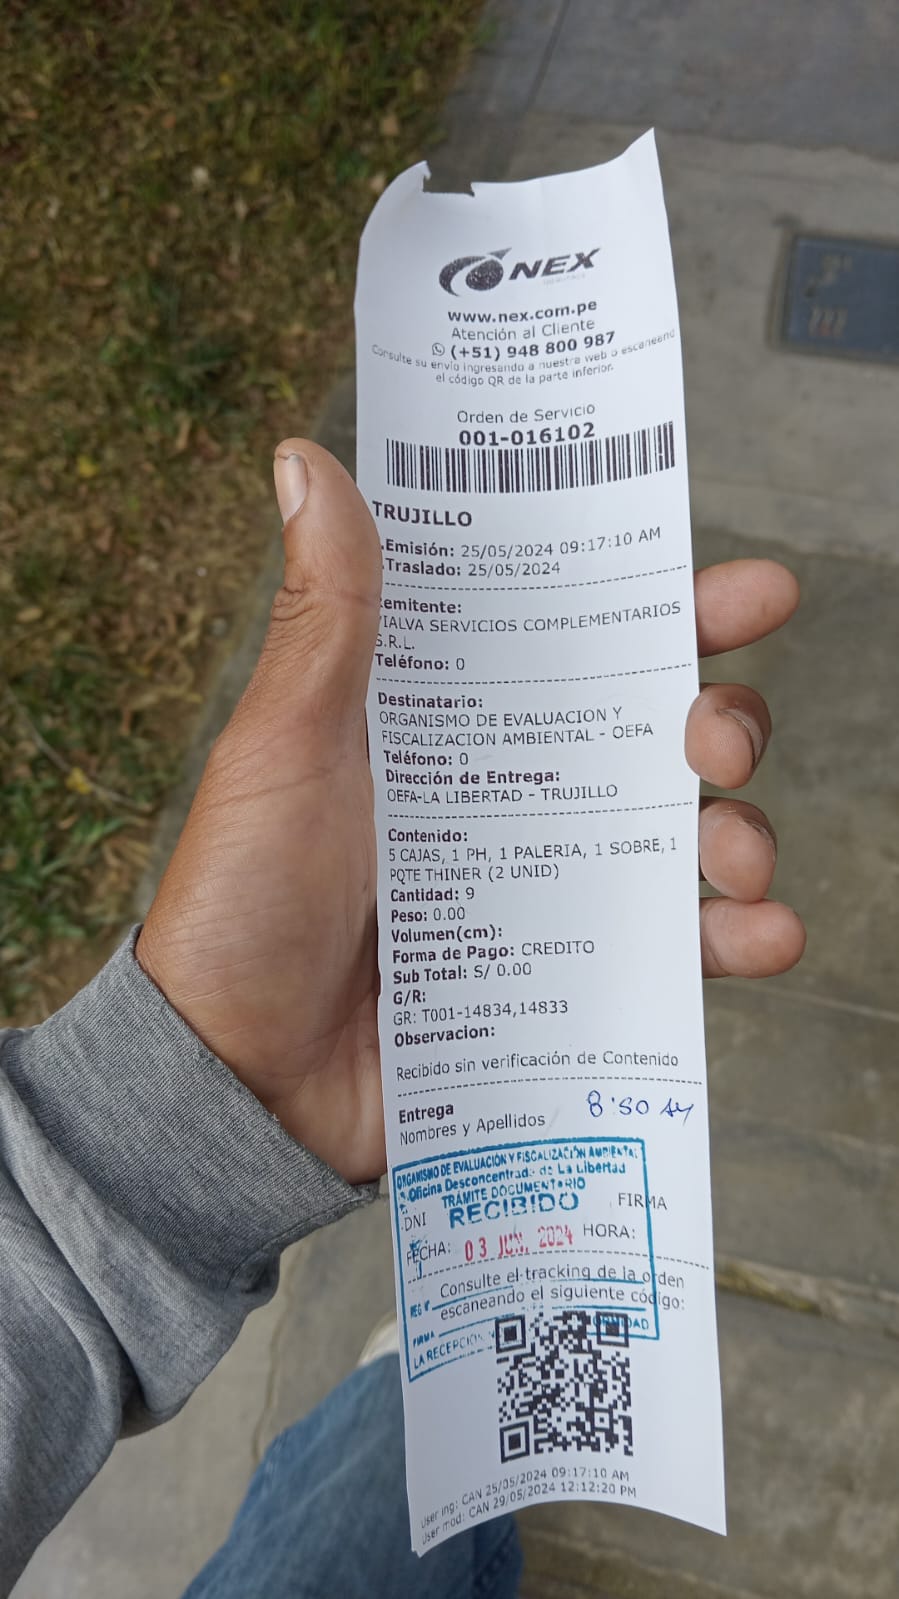 NEX
www.nex.com.pe
Atención al Cliente
(+51) 948 800 987
Consulte su envío ingresando a nuestra web o escaneand
el código QR de la parte inferior.
Orden de Servicio
001-016102
TRUJILLO
.Emisión: 25/05/2024 09:17:10 AM
.Traslado: 25/05/2024
emitente:
IALVA SERVICIOS COMPLEMENTARIOS
S.R.L.
Teléfono: 0
Destinatario:
ORGANISMO DE EVALUACION Y
FISCALIZACION AMBIENTAL - OEFA
Teléfono: 0
Dirección de Entrega:
OEFA-LA LIBERTAD - TRUJILLO
Contenido:
5 CAJAS, 1 PH, 1 PALERIA, 1 SOBRE, 1
PQTE THINER (2 UNID)
Cantidad: 9
Peso: 0.00
Volumen(cm):
Forma de Pago: CREDITO
Sub Total: S/ 0.00
G/R:
GR: T001-14834,14833
Observacion:
Recibido sin verificación de Contenido
Entrega
Nombres y Apellidos
ORGANISMO DE EVALUACIÓN Y FISCALIZACIÓN AMBIENTAL
Oficina Desconcentrada de La Libertad
TRÁMITE DOCUMENTARIO
RECIBIDO
DNI
FIRMA
FECHA: 03 JUN. 2024 HORA:
Consulte el tracking de la orden
REG Nº
escaneando el siguiente código:
FIRMA
LA RECEPCIÓN
User ing: CAN 25/05/2024 09:17:10 AM
User mod: CAN 29/05/2024 12:12:20 PM